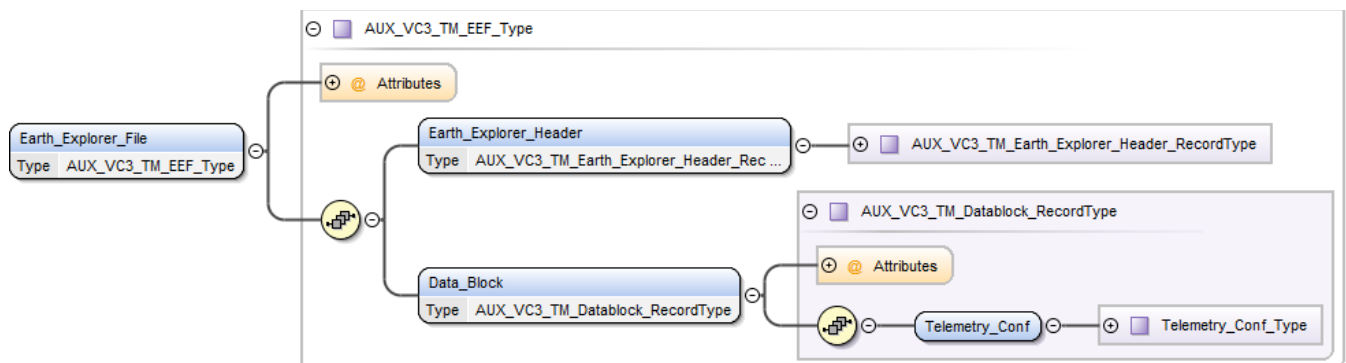 AUX_VC3_TM_EEF_Type
@ Attributes
Earth_Explorer_File
Type AUX_VC3_TM_EEF_Type
Earth_Explorer_Header
Type AUX_VC3_TM_Earth_Explorer_Header_Rec ...
AUX_VC3_TM_Earth_Explorer_Header_RecordType
AUX_VC3_TM_Datablock_RecordType
@ Attributes
Data_Block
Type AUX_VC3_TM_Datablock_RecordType
Telemetry_Conf
Telemetry_Conf_Type